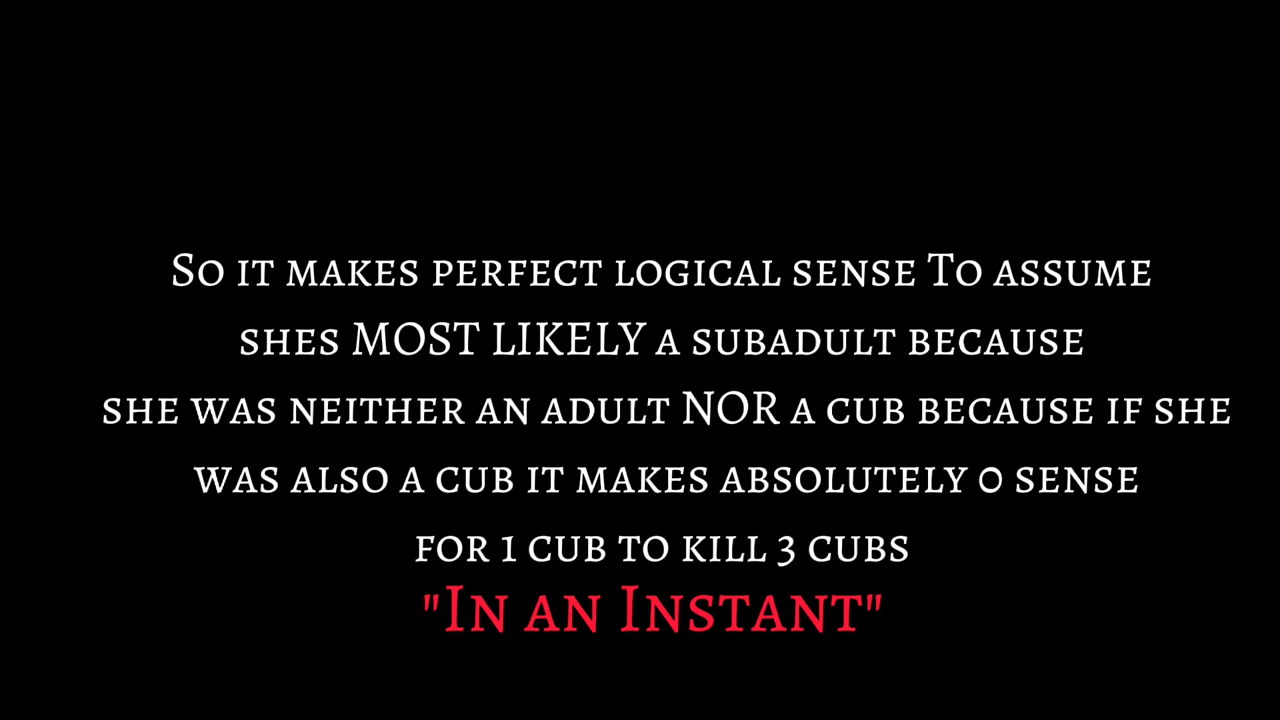 So it makes perfect logical sense To assume
shes MOST LIKELY a subadult because
she was neither an adult NOR a cub because if she
was also a cub it makes absolutely 0 sense
for 1 cub to kill 3 cubs
"In an Instant"